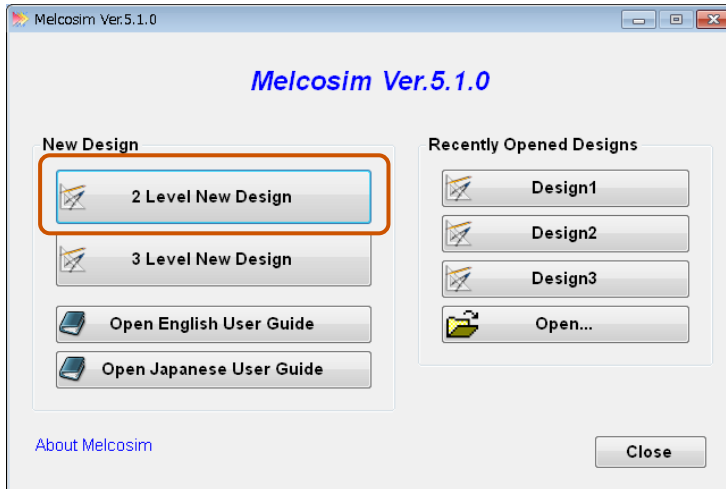 Melcosim Ver.5.1.0
Melcosim Ver.5.1.0
New Design
2 Level New Design
3 Level New Design
Open English User Guide
Open Japanese User Guide
Recently Opened Designs
Design1
Design2
Design3
Open...
About Melcosim
Close